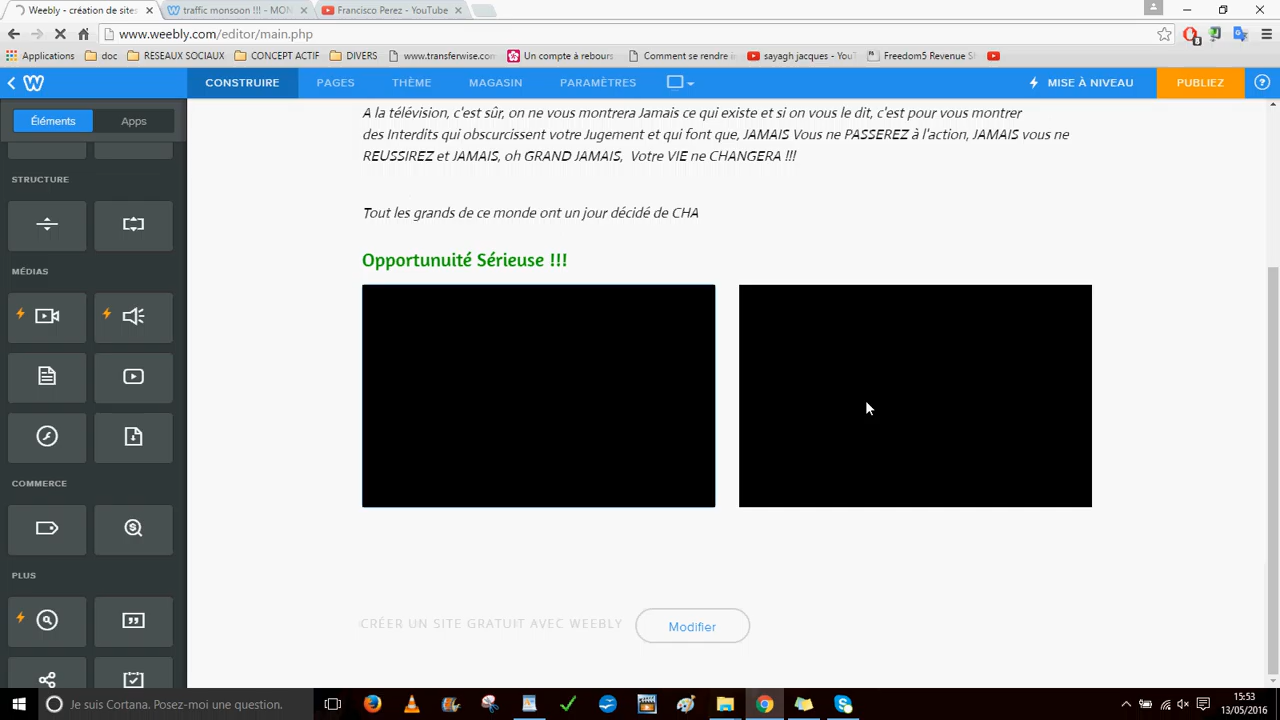 Weebly - création de sites
traffic monsoon !!! - MON
Francisco Perez - YouTube
www.weebly.com/editor/main.php
Applications
doc
RESEAUX SOCIAUX
CONCEPT ACTIF
DIVERS
www.transferwise.com
Un compte à rebours
Comment se rendre i
sayagh jacques - YouT
Freedom5 Revenue Sh
CONSTRUIRE
PAGES
THÈME
MAGASIN
PARAMÈTRES
MISE À NIVEAU
PUBLIEZ
Éléments
Apps
STRUCTURE
MÉDIAS
COMMERCE
PLUS
A la télévision, c'est sûr, on ne vous montrera Jamais ce qui existe et si on vous le dit, c'est pour vous montrer
des Interdits qui obscurcissent votre Jugement et qui font que, JAMAIS Vous ne PASSEREZ à l'action, JAMAIS vous ne
REUSSIREZ et JAMAIS, oh GRAND JAMAIS, Votre VIE ne CHANGERA !!!
Tout les grands de ce monde ont un jour décidé de CHA
Opportunuité Sérieuse !!!
CRÉER UN SITE GRATUIT AVEC WEEBLY
Modifier
Je suis Cortana. Posez-moi une question.
15:53
13/05/2016